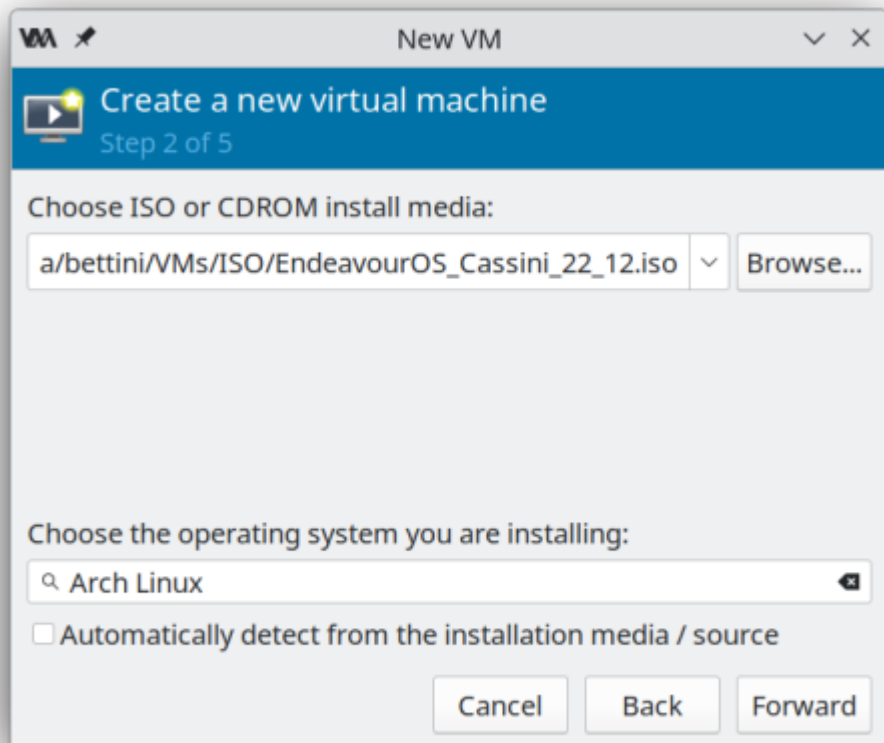 New VM
Create a new virtual machine
Step 2 of 5
Choose ISO or CDROM install media:
a/bettini/VMs/ISO/EndeavourOS_Cassini_22_12.iso Browse...
Choose the operating system you are installing:
Arch Linux
Automatically detect from the installation media / source
Cancel Back Forward